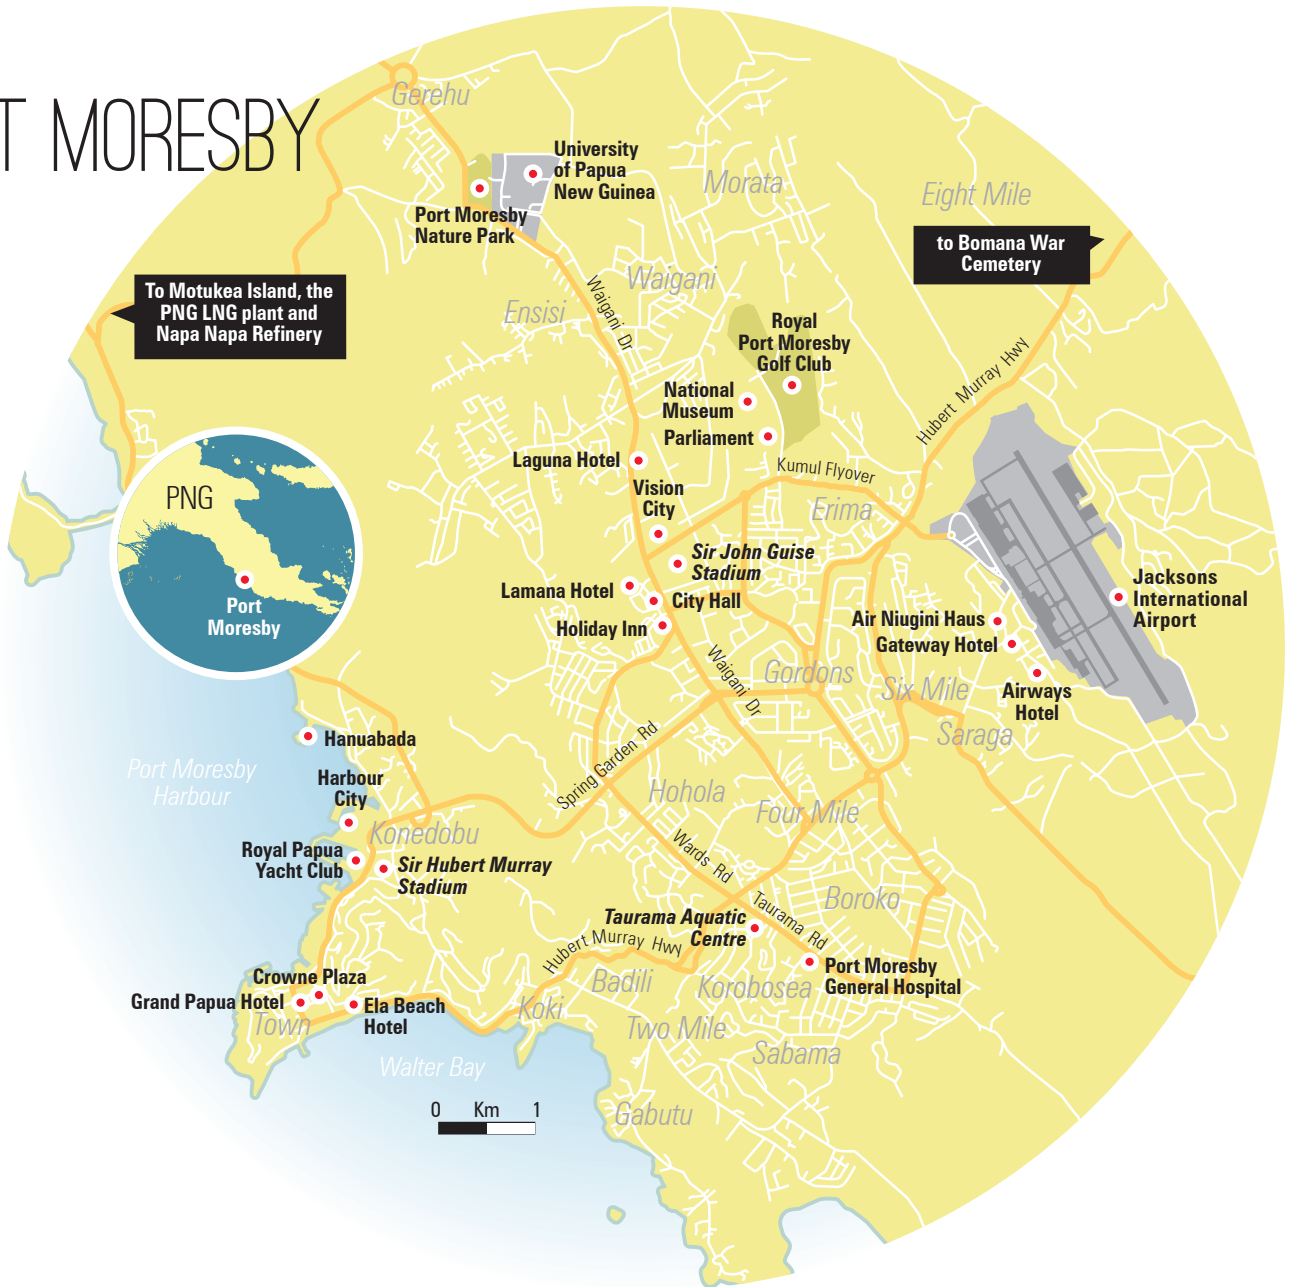 T MORESBY
Gerehu
University
of Papua
New Guinea
Port Moresby
Nature Park
Morata
Eight Mile
to Bomana War
Cemetery
Waigani
Ensisi
Waigani Dr
To Motukea Island, the
PNG LNG plant and
Napa Napa Refinery
Royal
Port Moresby
Golf Club
National
Museum
Parliament
Hubert Murray Hwy
Laguna Hotel
Kumul Flyover
Vision
City
Erima
PNG
Port
Moresby
Sir John Guise
Stadium
Lamana Hotel
City Hall
Holiday Inn
Jacksons
International
Airport
Air Niugini Haus
Gateway Hotel
Airways
Hotel
Waigani Dr
Gordons
Six Mile
Saraga
Hanuabada
Port Moresby
Harbour
Harbour
City
Spring Garden Rd
Hohola
Four Mile
Konedobu
Royal Papua
Yacht Club
Sir Hubert Murray
Stadium
Wards Rd
Boroko
Taurama Aquatic
Centre
Taurama Rd
Hubert Murray Hwy
Port Moresby
General Hospital
Badili
Korobosea
Crowne Plaza
Grand Papua Hotel
Ela Beach
Hotel
Town
Koki
Two Mile
Sabama
Walter Bay
Gabutu
0 Km 1